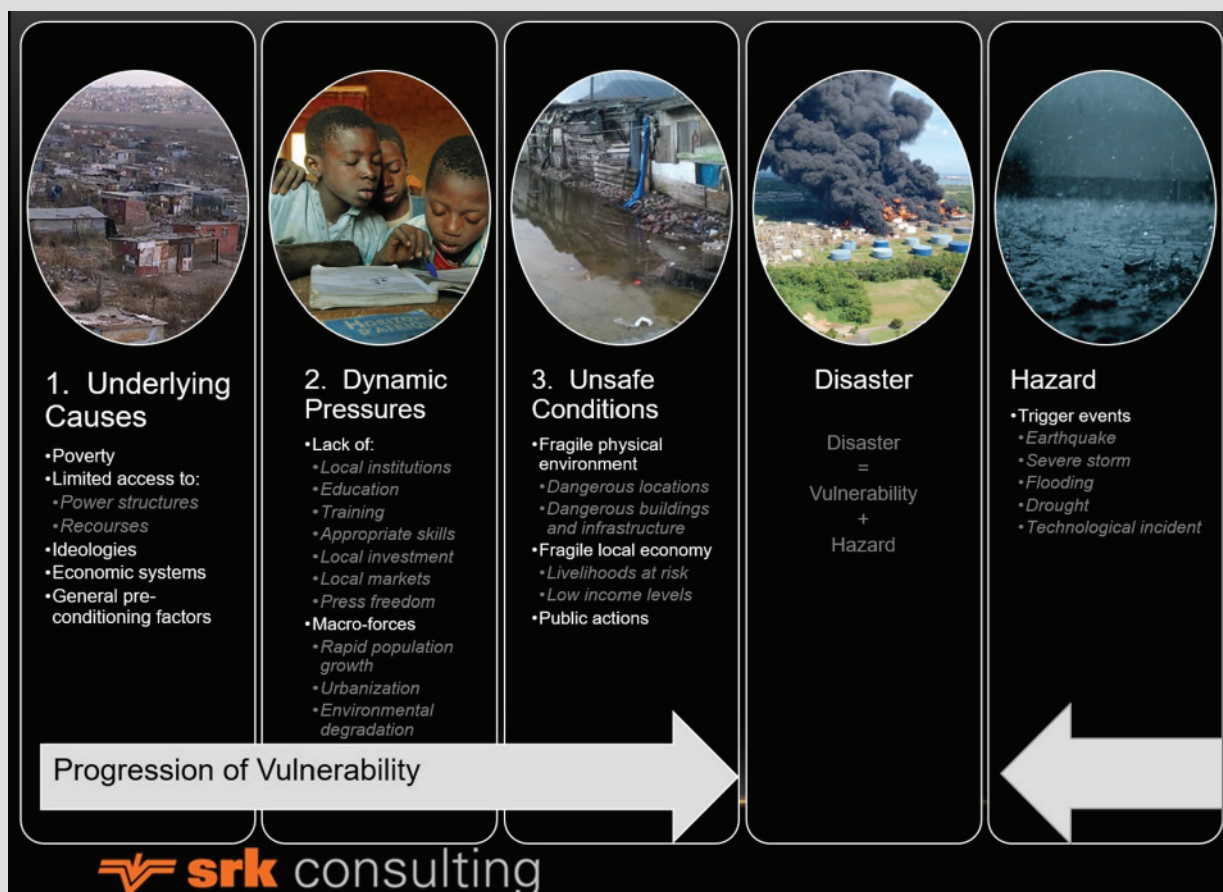 1. Underlying
Causes
•Poverty
•Limited access to:
•Power structures
•Recourses
•Ideologies
•Economic systems
•General pre-
conditioning factors
2. Dynamic
Pressures
•Lack of:
•Local institutions
•Education
•Training
•Appropriate skills
•Local investment
•Local markets
•Press freedom
•Macro-forces
•Rapid population
growth
•Urbanization
•Environmental
degradation
3. Unsafe
Conditions
•Fragile physical
environment
•Dangerous locations
•Dangerous buildings
and infrastructure
•Fragile local economy
•Livelihoods at risk
•Low income levels
•Public actions
Disaster
Disaster
=
Vulnerability
+
Hazard
Hazard
•Trigger events
•Earthquake
•Severe storm
•Flooding
•Drought
•Technological incident
Progression of Vulnerability
srk consulting